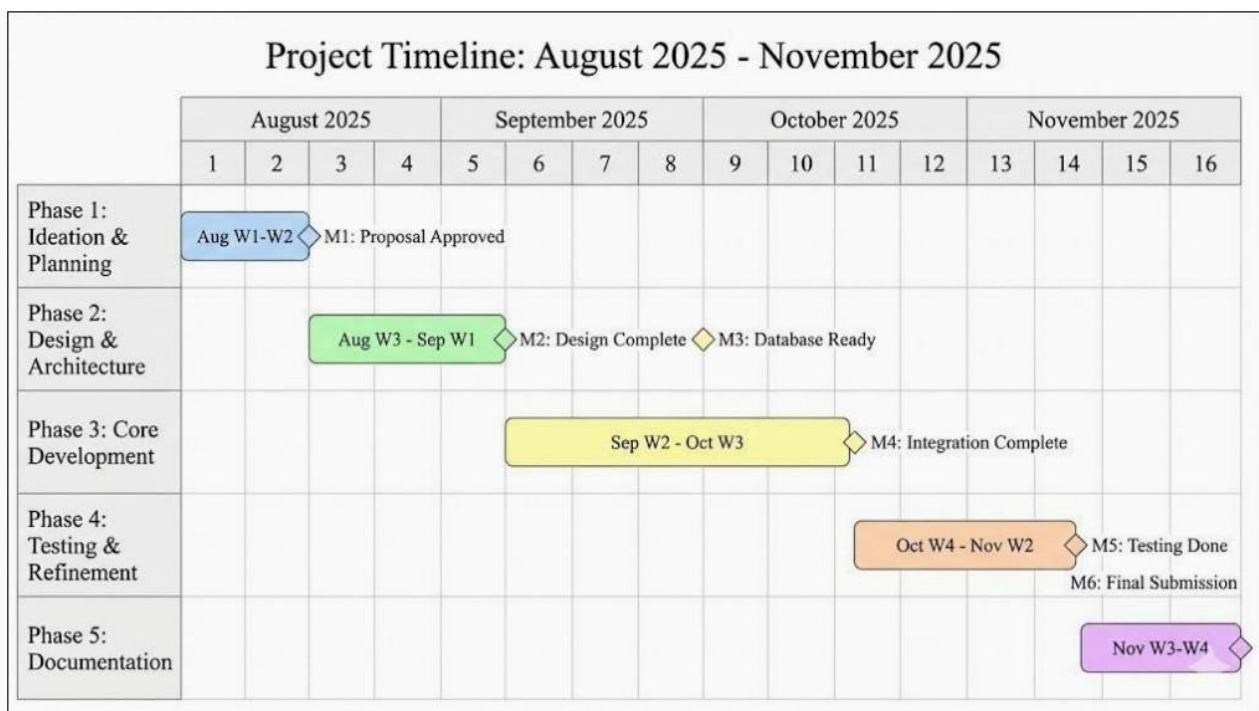 Project Timeline: August 2025 - November 2025
August 2025 September 2025 October 2025 November 2025
1 2 3 4 5 6 7 8 9 10 11 12 13 14 15 16
Phase 1:
Ideation &
Planning
Aug W1-W2 M1: Proposal Approved
Phase 2:
Design &
Architecture
Aug W3 - Sep W1 M2: Design Complete M3: Database Ready
Phase 3: Core
Development
Sep W2 - Oct W3 M4: Integration Complete
Phase 4:
Testing &
Refinement
Oct W4 - Nov W2 M5: Testing Done
M6: Final Submission
Phase 5:
Documentation
Nov W3-W4